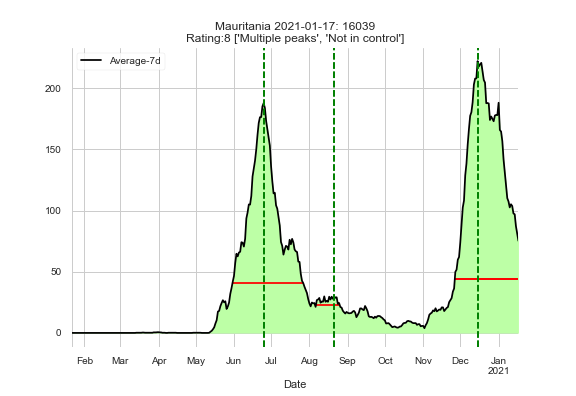 Mauritania 2021-01-17: 16039
Rating:8 ['Multiple peaks', 'Not in control']
Average-7d
200
150
100
50
0
Feb Mar Apr May Jun Jul Aug Sep Oct Nov Dec Jan
2021
Date